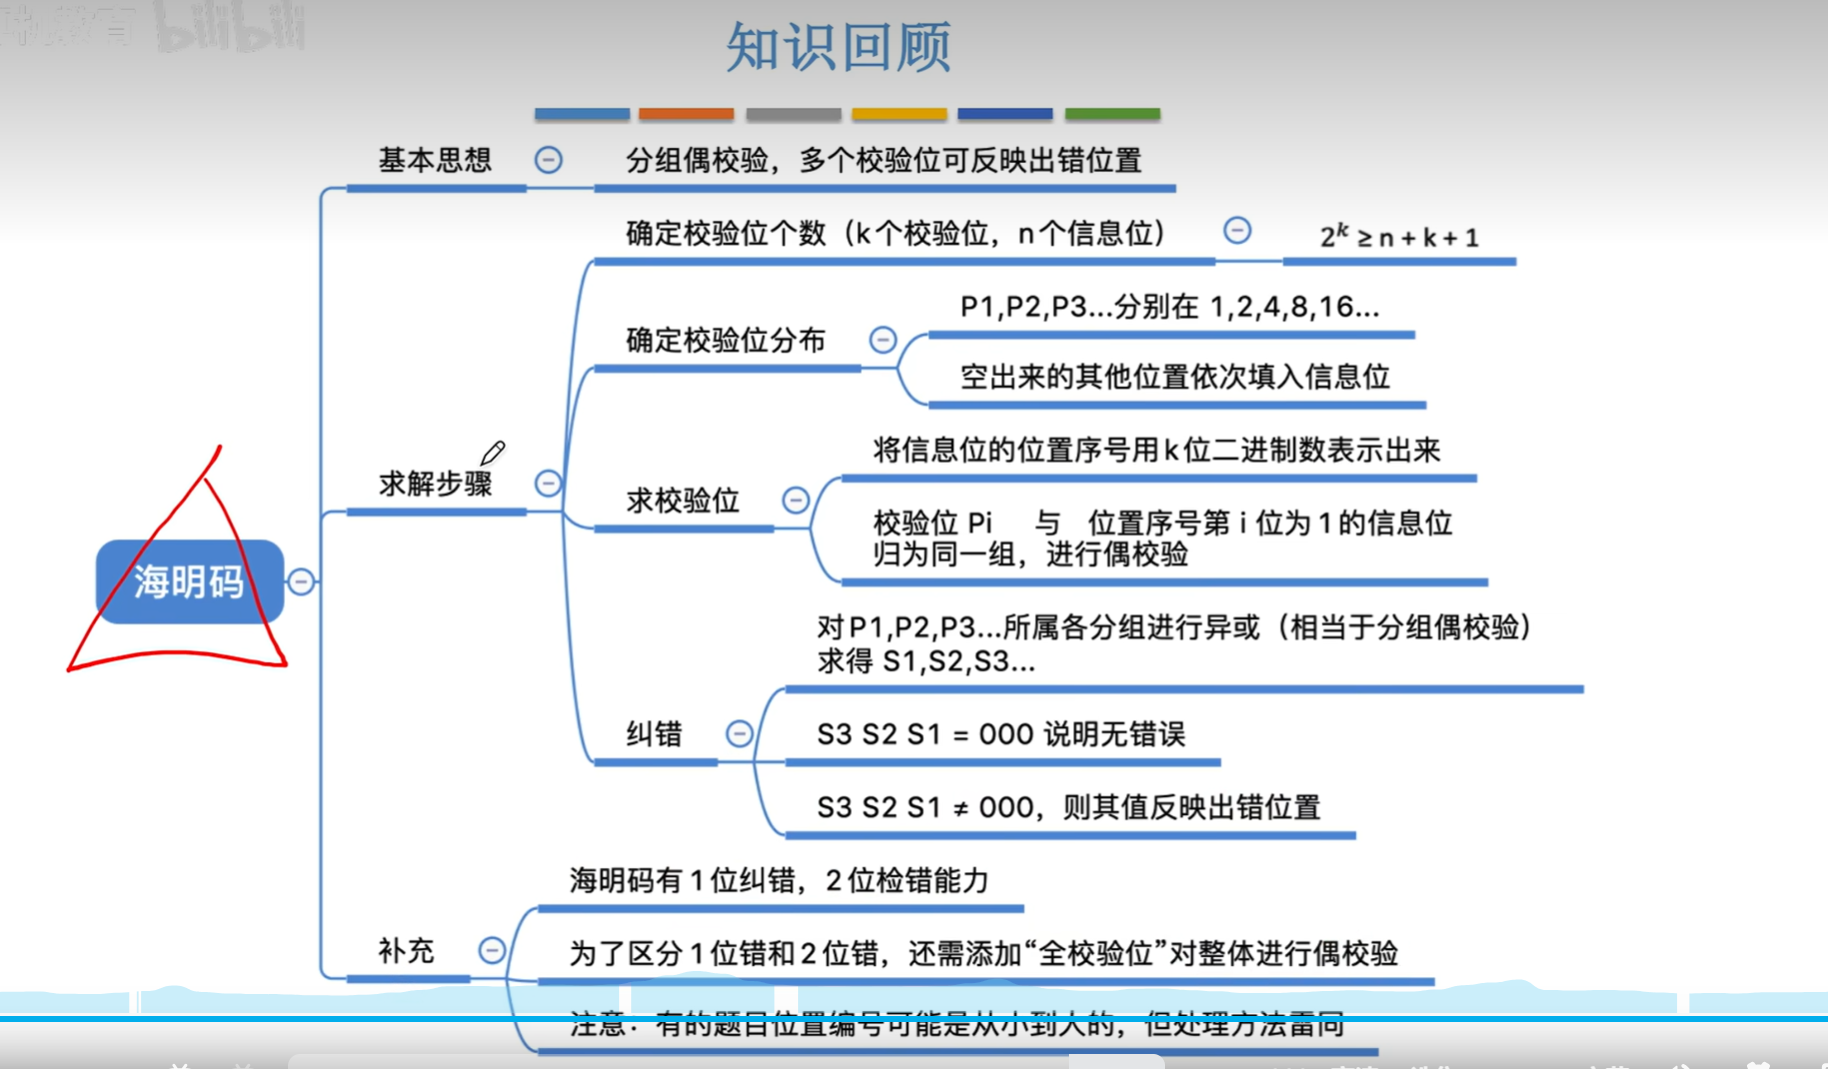 bilibili
知识回顾
基本思想
分组偶校验，多个校验位可反映出错位置
确定校验位个数（k个校验位，n个信息位）
2^k ≥ n + k + 1
确定校验位分布
P1,P2,P3...分别在 1,2,4,8,16...
空出来的其他位置依次填入信息位
求解步骤
求校验位
将信息位的位置序号用k位二进制数表示出来
校验位 Pi 与 位置序号第 i 位为1的信息位
归为同一组，进行偶校验
海明码
纠错
对P1,P2,P3...所属各分组进行异或（相当于分组偶校验）
求得 S1,S2,S3...
S3 S2 S1 = 000 说明无错误
S3 S2 S1 ≠ 000，则其值反映出错位置
补充
海明码有1位纠错，2位检错能力
为了区分1位错和2位错，还需添加“全校验位”对整体进行偶校验
注意：有的题目位置编号可能是从小到大的，但处理方法雷同